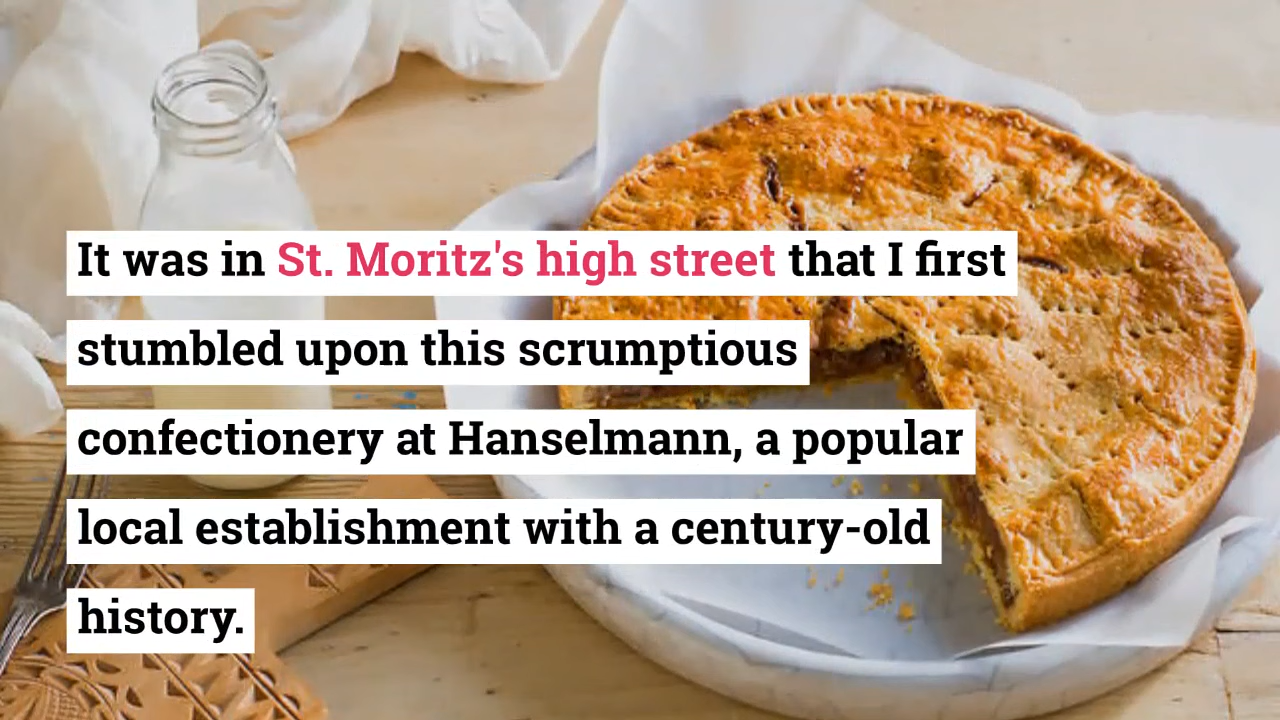 It was in St. Moritz's high street that I first
stumbled upon this scrumptious
confectionery at Hanselmann, a popular
local establishment with a century-old
history.